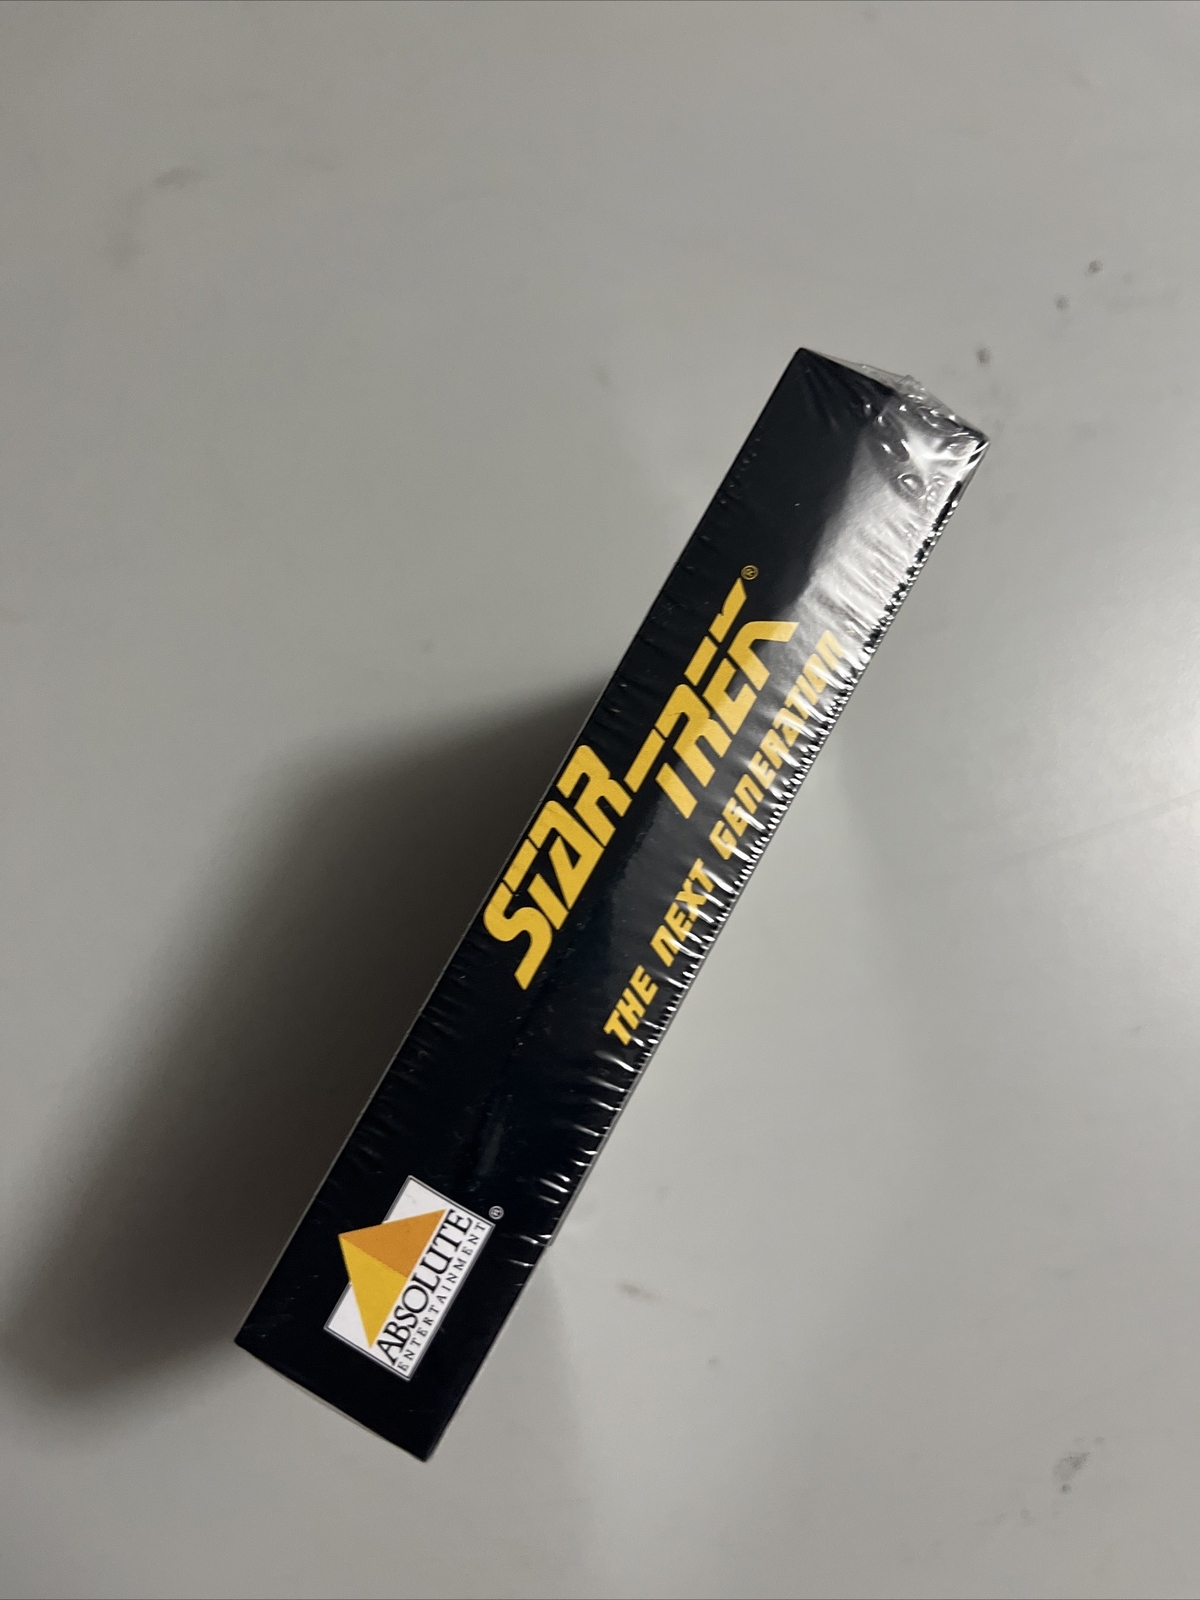 STAR TREK®
THE NEXT GENERATION
ABSOLUTE®
ENTERTAINMENT